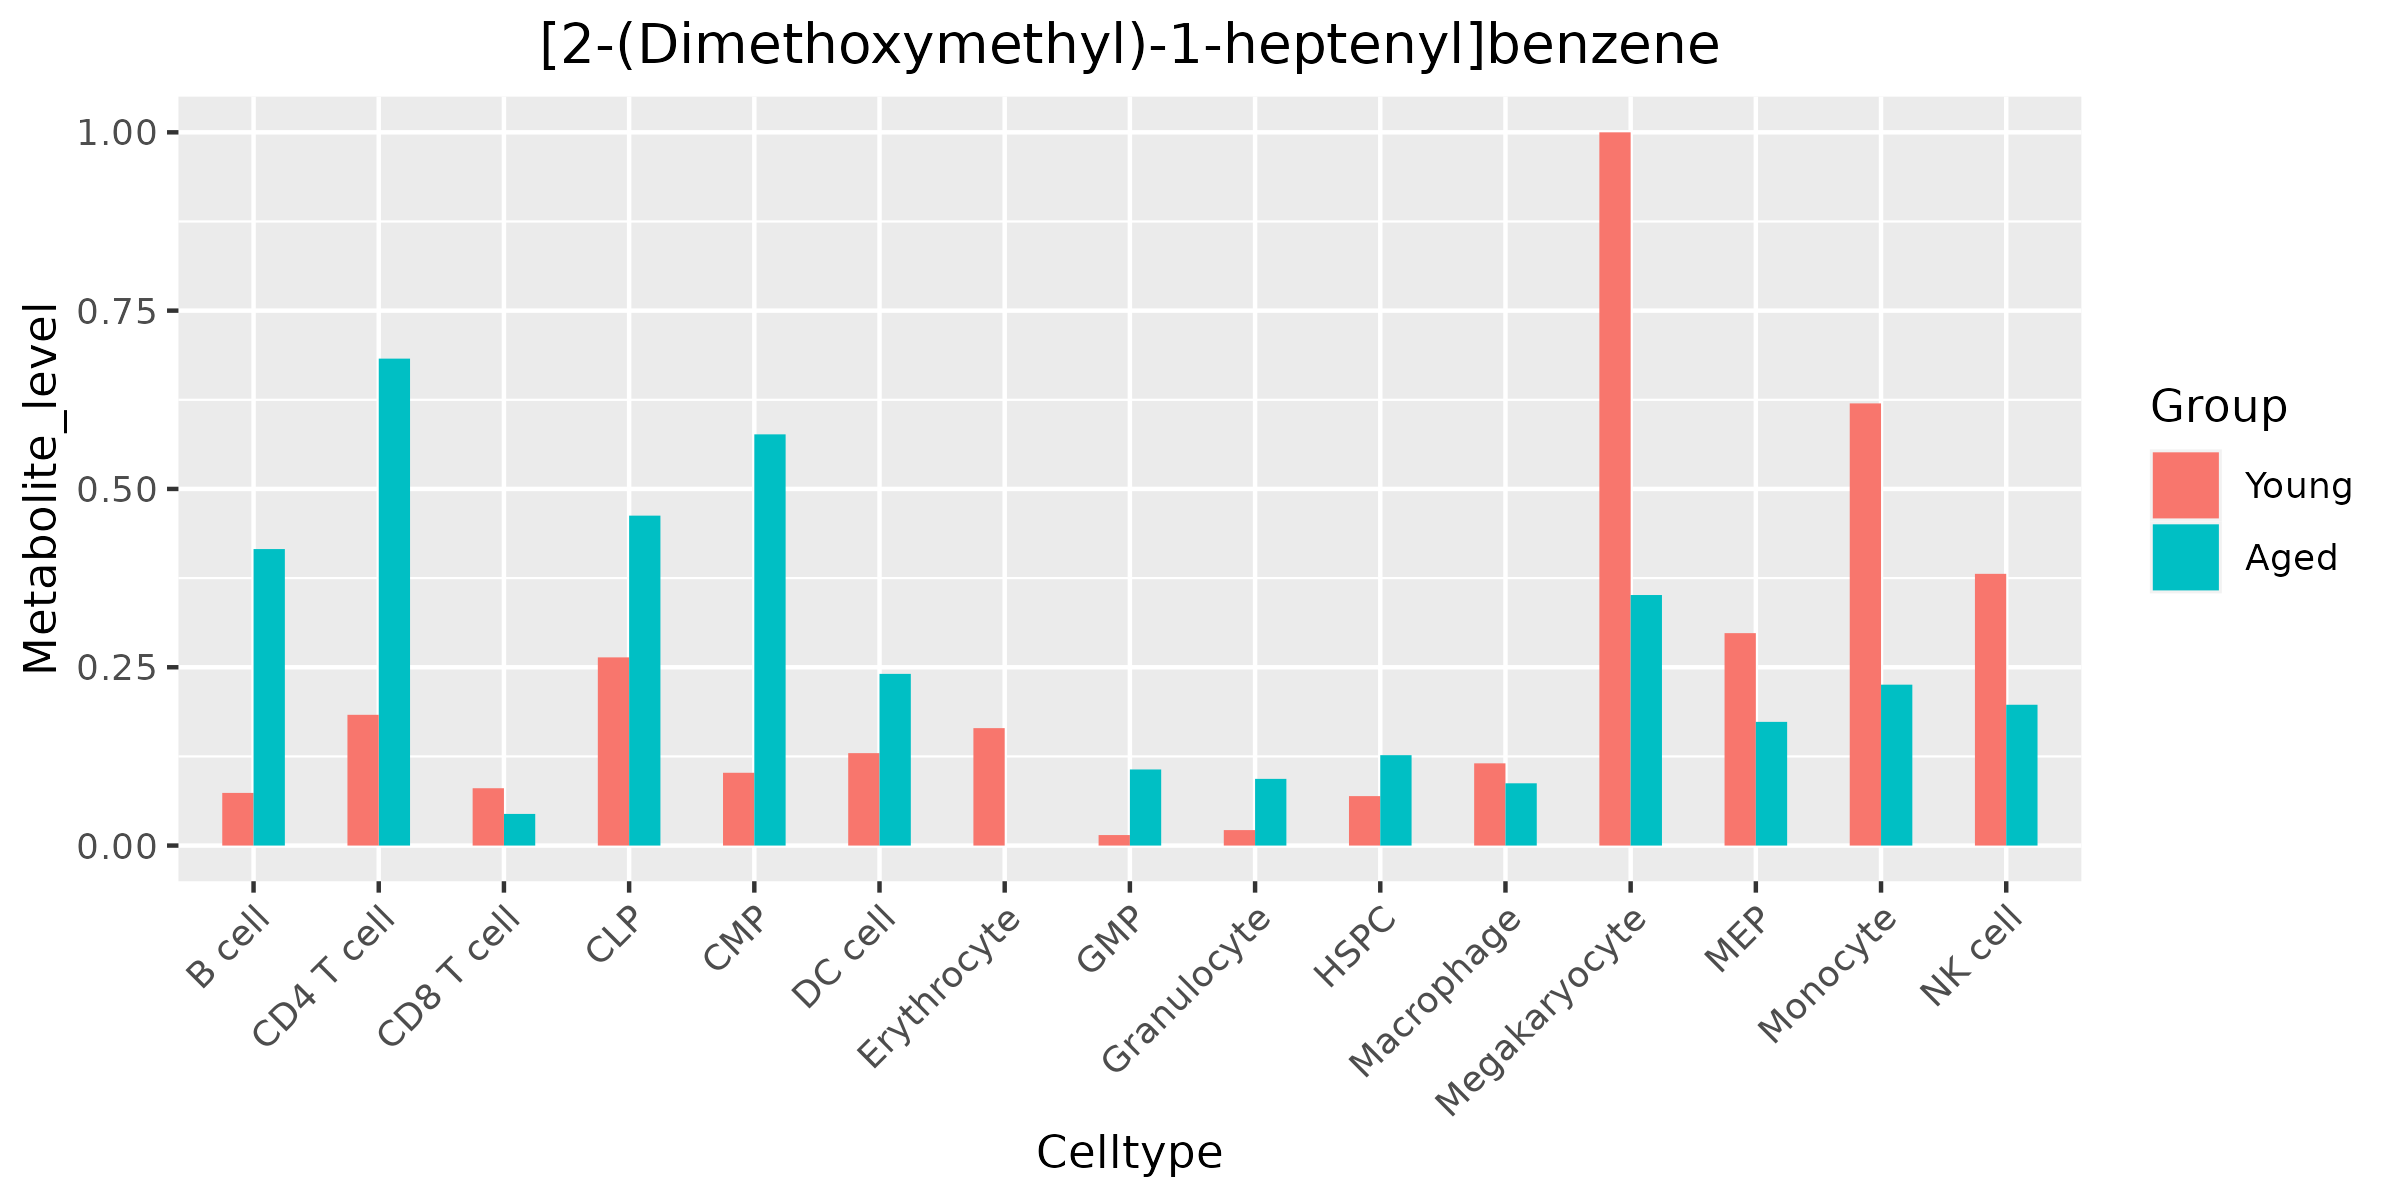 [2-(Dimethoxymethyl)-1-heptenyl]benzene
Metabolite_level
1.00
0.75
0.50
0.25
0.00
B cell
CD4 T cell
CD8 T cell
CLP
CMP
DC cell
Erythrocyte
GMP
Granulocyte
HSPC
Macrophage
Megakaryocyte
MEP
Monocyte
NK cell
Celltype
Group
Young
Aged